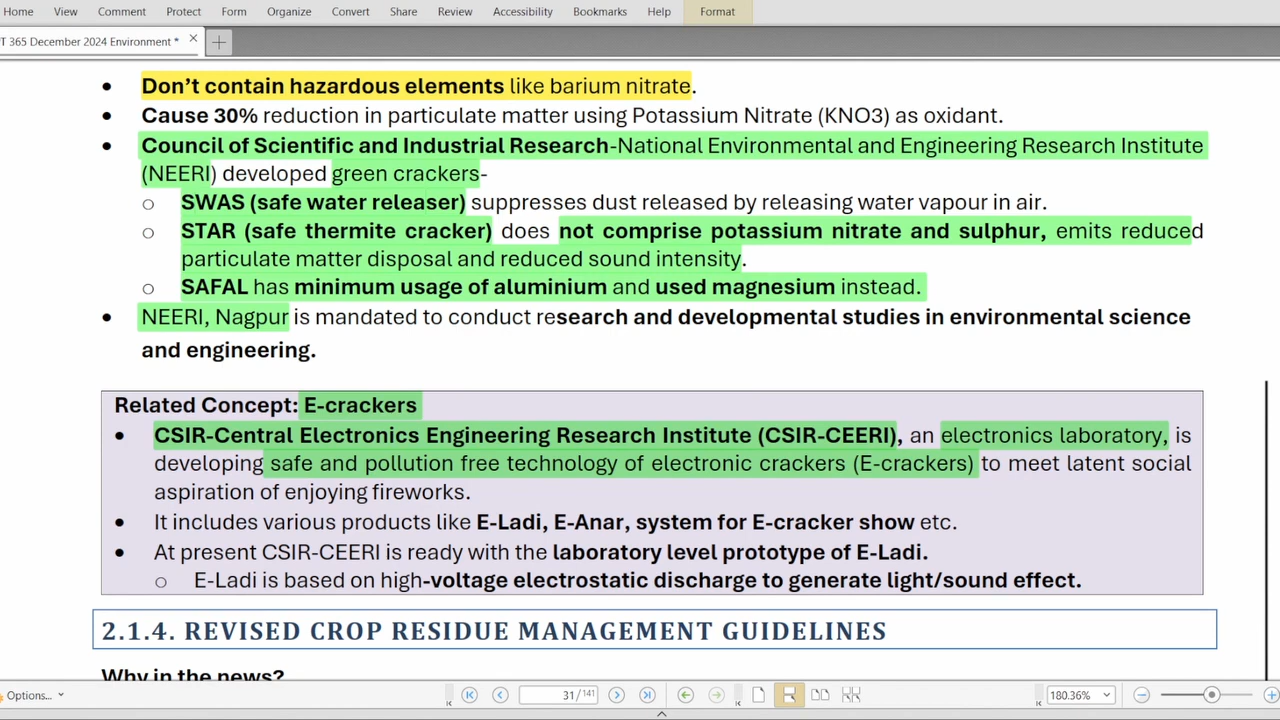 Home View Comment Protect Form Organize Convert Share Review Accessibility Bookmarks Help Format
T 365 December 2024 Environment *
• Don’t contain hazardous elements like barium nitrate.
• Cause 30% reduction in particulate matter using Potassium Nitrate (KNO3) as oxidant.
• Council of Scientific and Industrial Research-National Environmental and Engineering Research Institute
(NEERI) developed green crackers-
o SWAS (safe water releaser) suppresses dust released by releasing water vapour in air.
o STAR (safe thermite cracker) does not comprise potassium nitrate and sulphur, emits reduced
particulate matter disposal and reduced sound intensity.
o SAFAL has minimum usage of aluminium and used magnesium instead.
• NEERI, Nagpur is mandated to conduct research and developmental studies in environmental science
and engineering.
Related Concept: E-crackers
• CSIR-Central Electronics Engineering Research Institute (CSIR-CEERI), an electronics laboratory, is
developing safe and pollution free technology of electronic crackers (E-crackers) to meet latent social
aspiration of enjoying fireworks.
• It includes various products like E-Ladi, E-Anar, system for E-cracker show etc.
• At present CSIR-CEERI is ready with the laboratory level prototype of E-Ladi.
o E-Ladi is based on high-voltage electrostatic discharge to generate light/sound effect.
2.1.4. REVISED CROP RESIDUE MANAGEMENT GUIDELINES
Why in the news?
Options... 31/141 180.36%